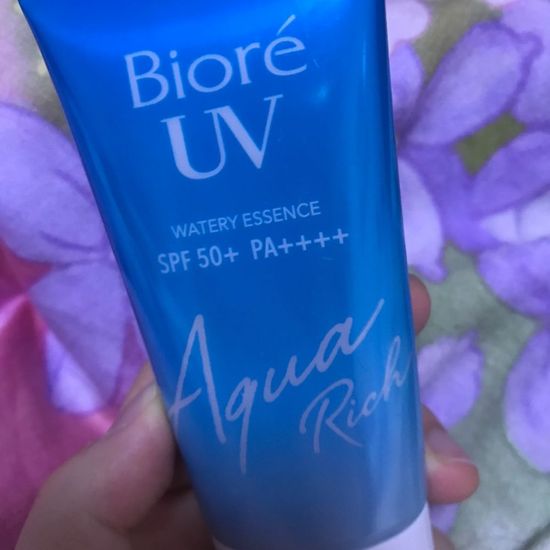 Bioré
UV
WATERY ESSENCE
SPF 50+ PA++++
Aqua
Rich